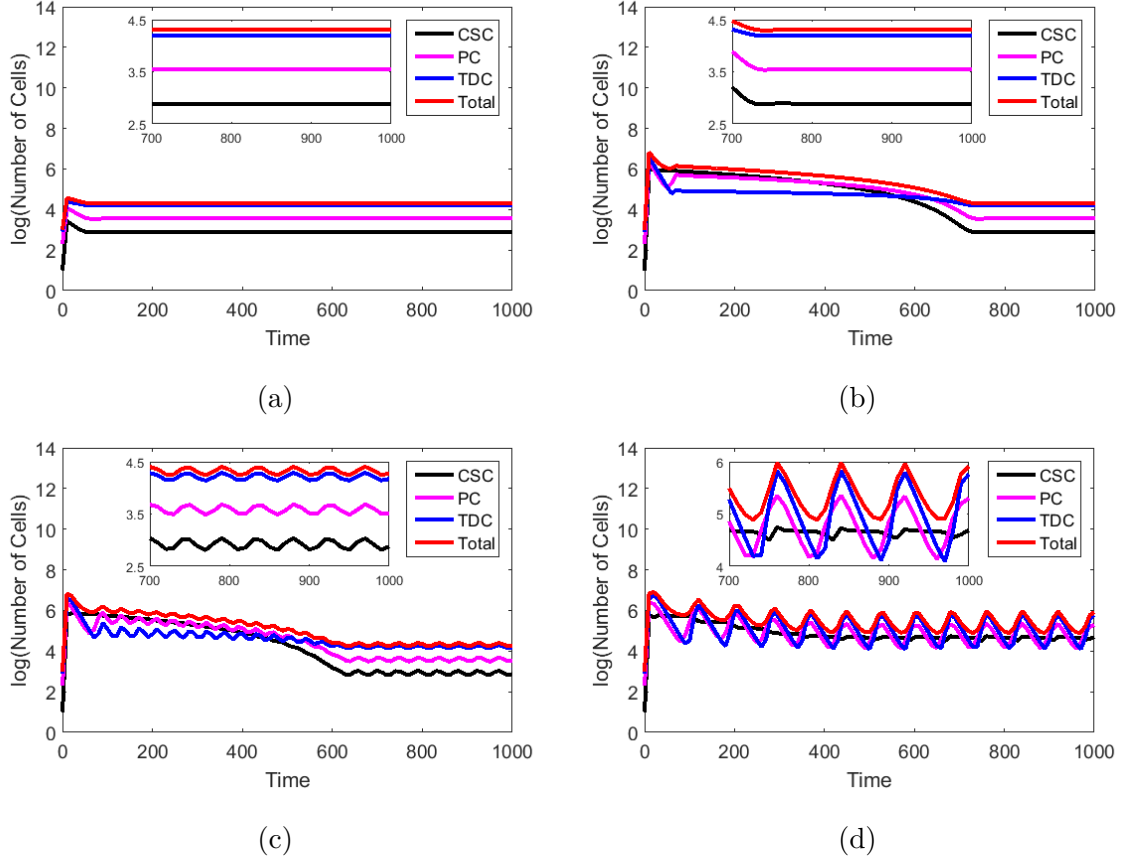 14
12
10
8
6
4
2
0
log(Number of Cells)
0 200 400 600 800 1000
Time
4.5
3.5
2.5
700 800 900 1000
CSC
PC
TDC
Total
(a)
14
12
10
8
6
4
2
0
log(Number of Cells)
0 200 400 600 800 1000
Time
4.5
3.5
2.5
700 800 900 1000
CSC
PC
TDC
Total
(b)
14
12
10
8
6
4
2
0
log(Number of Cells)
0 200 400 600 800 1000
Time
4.5
3.5
2.5
700 800 900 1000
CSC
PC
TDC
Total
(c)
14
12
10
8
6
4
2
0
log(Number of Cells)
0 200 400 600 800 1000
Time
6
5
4
700 800 900 1000
CSC
PC
TDC
Total
(d)